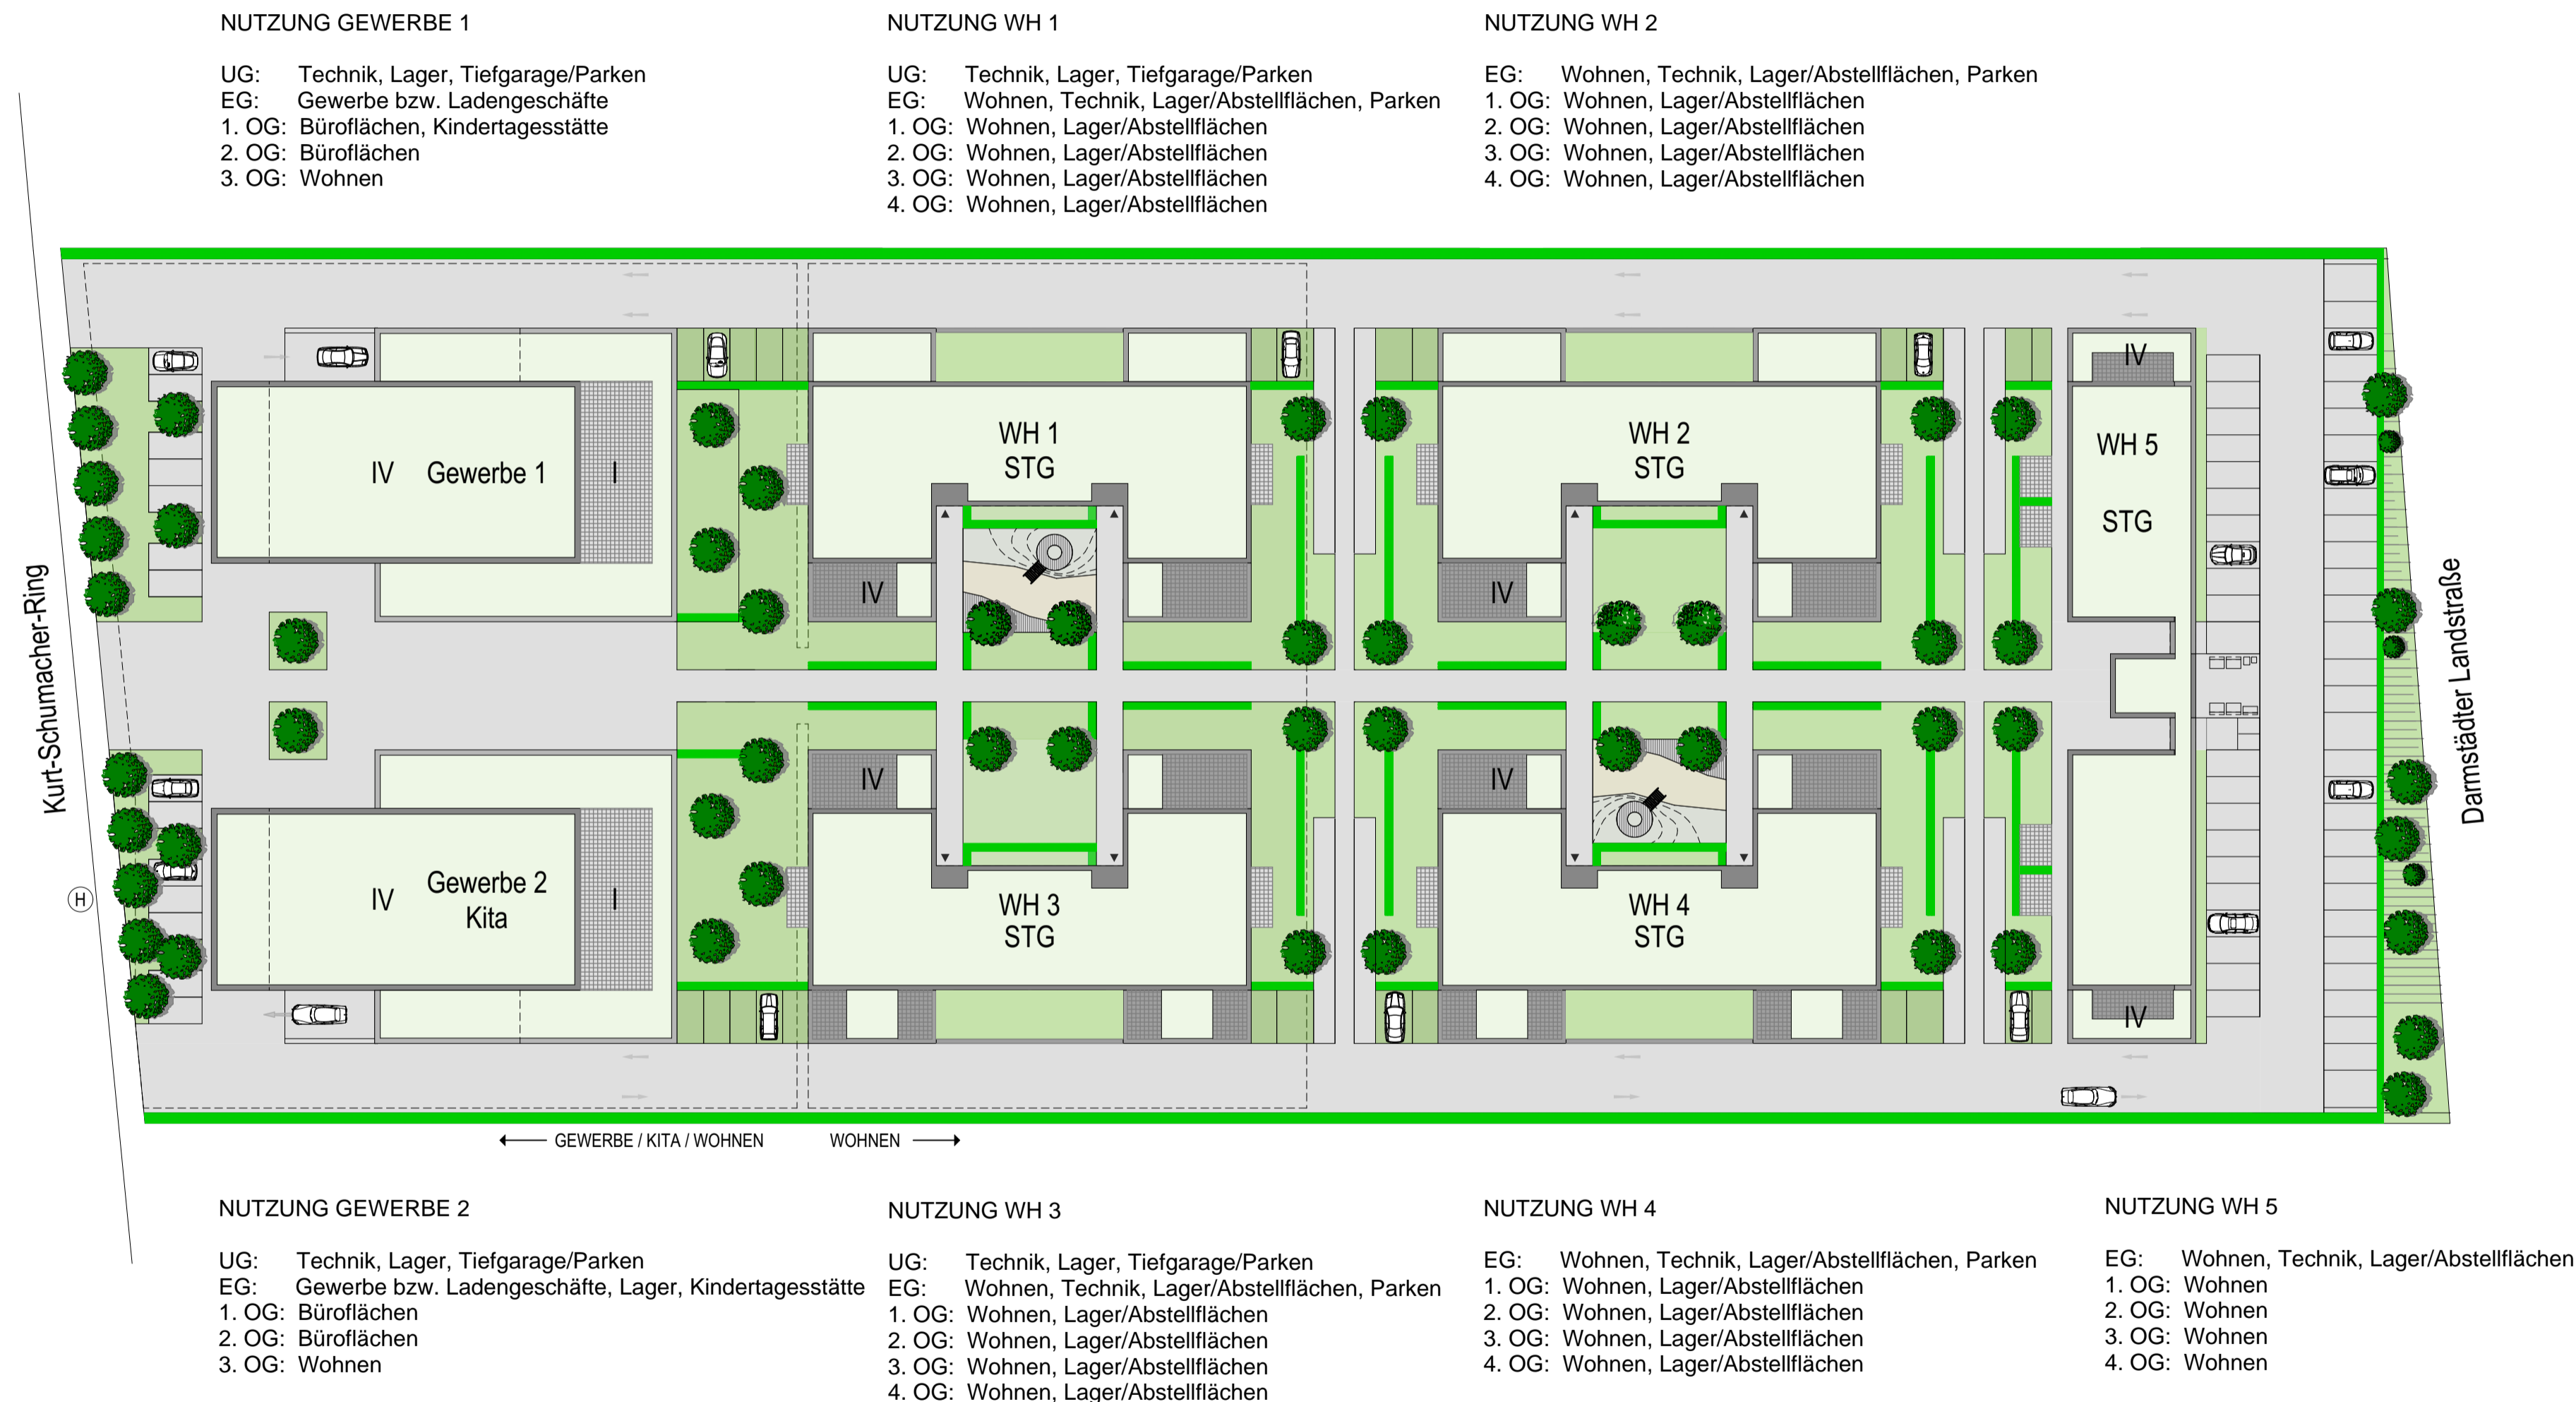 NUTZUNG GEWERBE 1
UG: Technik, Lager, Tiefgarage/Parken
EG: Gewerbe bzw. Ladengeschäfte
1. OG: Büroflächen, Kindertagesstätte
2. OG: Büroflächen
3. OG: Wohnen
NUTZUNG WH 1
UG: Technik, Lager, Tiefgarage/Parken
EG: Wohnen, Technik, Lager/Abstellflächen, Parken
1. OG: Wohnen, Lager/Abstellflächen
2. OG: Wohnen, Lager/Abstellflächen
3. OG: Wohnen, Lager/Abstellflächen
4. OG: Wohnen, Lager/Abstellflächen
NUTZUNG WH 2
EG: Wohnen, Technik, Lager/Abstellflächen, Parken
1. OG: Wohnen, Lager/Abstellflächen
2. OG: Wohnen, Lager/Abstellflächen
3. OG: Wohnen, Lager/Abstellflächen
4. OG: Wohnen, Lager/Abstellflächen
Kurt-Schumacher-Ring
H
IV Gewerbe 1
I
WH 1
STG
IV
WH 2
STG
IV
IV
WH 5
STG
IV
Darmstädter Landstraße
IV
Gewerbe 2
Kita
I
IV
WH 3
STG
IV
WH 4
STG
GEWERBE / KITA / WOHNEN
WOHNEN
NUTZUNG GEWERBE 2
UG: Technik, Lager, Tiefgarage/Parken
EG: Gewerbe bzw. Ladengeschäfte, Lager, Kindertagesstätte
1. OG: Büroflächen
2. OG: Büroflächen
3. OG: Wohnen
NUTZUNG WH 3
UG: Technik, Lager, Tiefgarage/Parken
EG: Wohnen, Technik, Lager/Abstellflächen, Parken
1. OG: Wohnen, Lager/Abstellflächen
2. OG: Wohnen, Lager/Abstellflächen
3. OG: Wohnen, Lager/Abstellflächen
4. OG: Wohnen, Lager/Abstellflächen
NUTZUNG WH 4
EG: Wohnen, Technik, Lager/Abstellflächen, Parken
1. OG: Wohnen, Lager/Abstellflächen
2. OG: Wohnen, Lager/Abstellflächen
3. OG: Wohnen, Lager/Abstellflächen
4. OG: Wohnen, Lager/Abstellflächen
NUTZUNG WH 5
EG: Wohnen, Technik, Lager/Abstellflächen
1. OG: Wohnen
2. OG: Wohnen
3. OG: Wohnen
4. OG: Wohnen